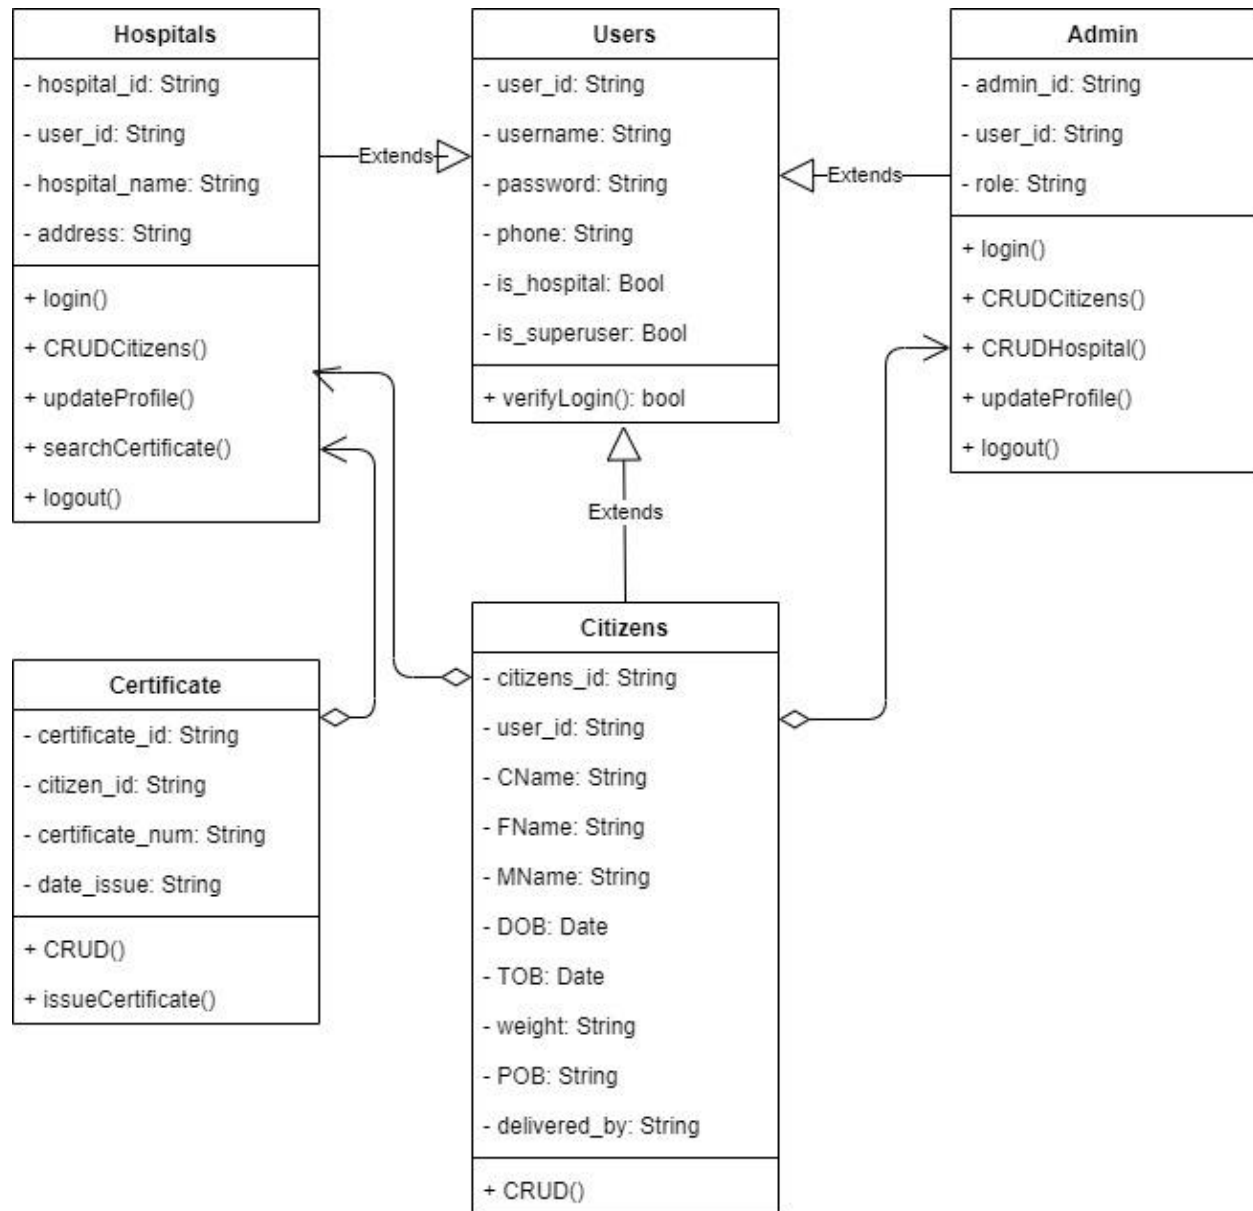 Hospitals
- hospital_id: String
- user_id: String
- hospital_name: String
- address: String
+ login()
+ CRUDCitizens()
+ updateProfile()
+ searchCertificate()
+ logout()
Extends
Users
- user_id: String
- username: String
- password: String
- phone: String
- is_hospital: Bool
- is_superuser: Bool
+ verifyLogin(): bool
Extends
Admin
- admin_id: String
- user_id: String
- role: String
+ login()
+ CRUDCitizens()
+ CRUDHospital()
+ updateProfile()
+ logout()
Extends
Certificate
- certificate_id: String
- citizen_id: String
- certificate_num: String
- date_issue: String
+ CRUD()
+ issueCertificate()
Citizens
- citizens_id: String
- user_id: String
- CName: String
- FName: String
- MName: String
- DOB: Date
- TOB: Date
- weight: String
- POB: String
- delivered_by: String
+ CRUD()